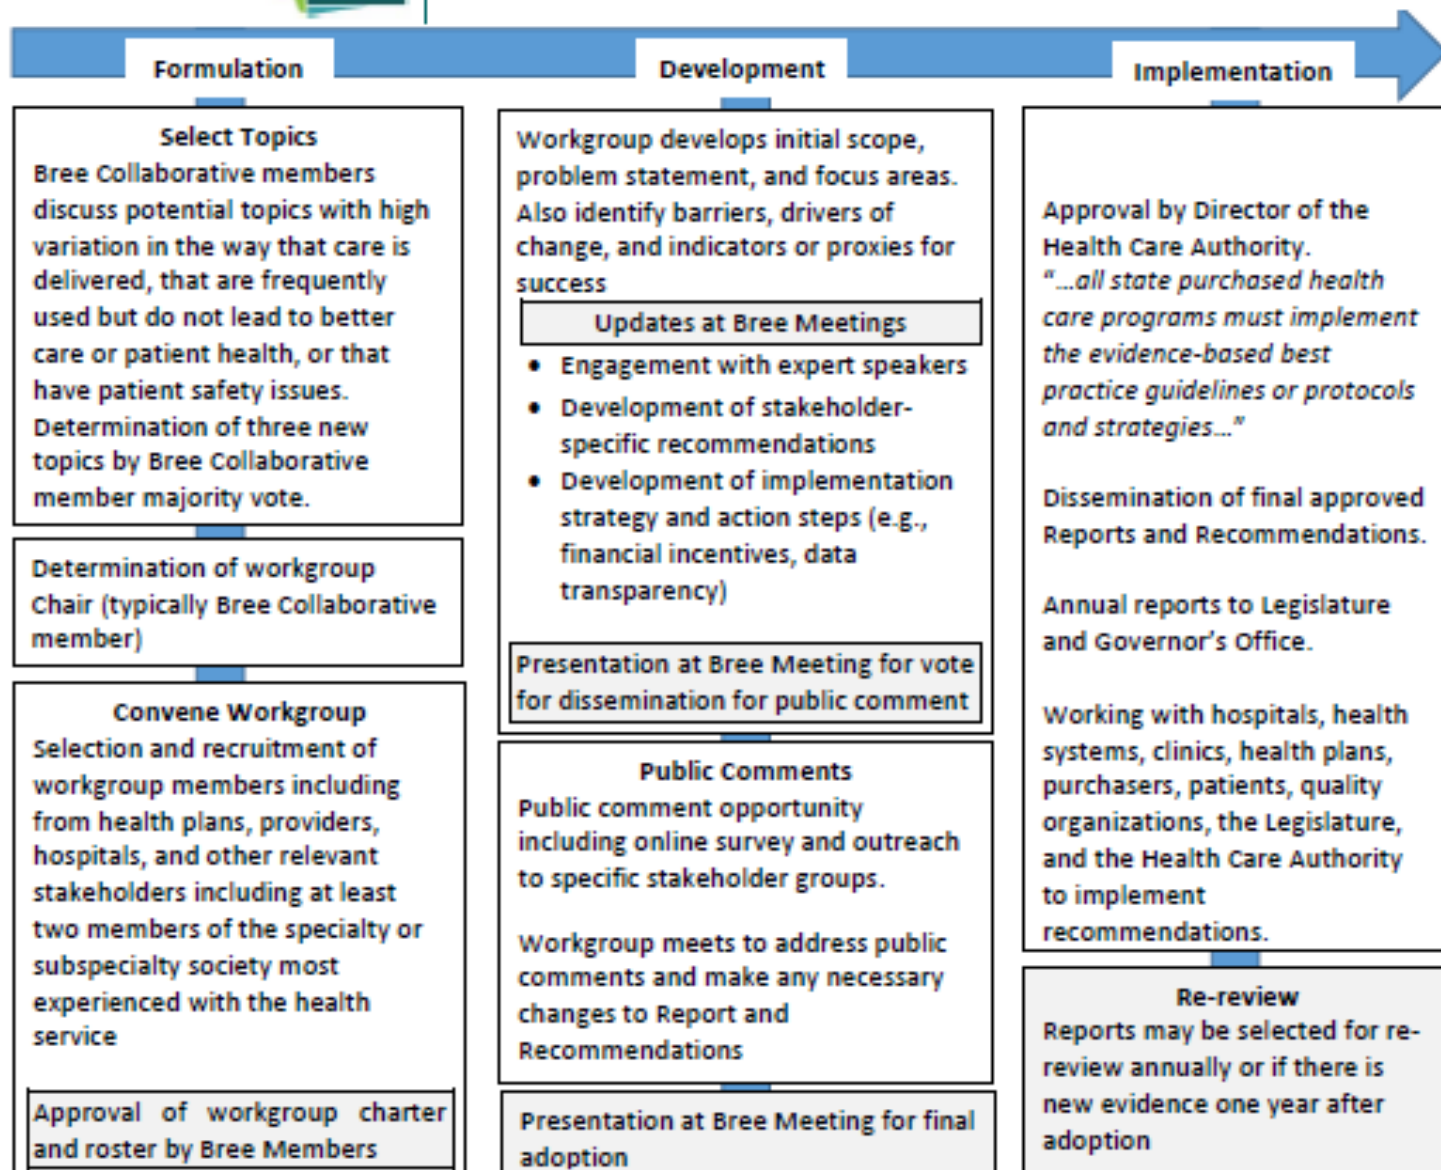 Formulation
Select Topics
Bree Collaborative members
discuss potential topics with high
variation in the way that care is
delivered, that are frequently
used but do not lead to better
care or patient health, or that
have patient safety issues.
Determination of three new
topics by Bree Collaborative
member majority vote.
Determination of workgroup
Chair (typically Bree Collaborative
member)
Convene Workgroup
Selection and recruitment of
workgroup members including
from health plans, providers,
hospitals, and other relevant
stakeholders including at least
two members of the specialty or
subspecialty society most
experienced with the health
service
Approval of workgroup charter
and roster by Bree Members
Development
Workgroup develops initial scope,
problem statement, and focus areas.
Also identify barriers, drivers of
change, and indicators or proxies for
success
Updates at Bree Meetings
• Engagement with expert speakers
• Development of stakeholder-
specific recommendations
• Development of implementation
strategy and action steps (e.g.,
financial incentives, data
transparency)
Presentation at Bree Meeting for vote
for dissemination for public comment
Public Comments
Public comment opportunity
including online survey and outreach
to specific stakeholder groups.
Workgroup meets to address public
comments and make any necessary
changes to Report and
Recommendations
Presentation at Bree Meeting for final
adoption
Implementation
Approval by Director of the
Health Care Authority.
"…all state purchased health
care programs must implement
the evidence-based best
practice guidelines or protocols
and strategies…"
Dissemination of final approved
Reports and Recommendations.
Annual reports to Legislature
and Governor's Office.
Working with hospitals, health
systems, clinics, health plans,
purchasers, patients, quality
organizations, the Legislature,
and the Health Care Authority
to implement
recommendations.
Re-review
Reports may be selected for re-
review annually or if there is
new evidence one year after
adoption